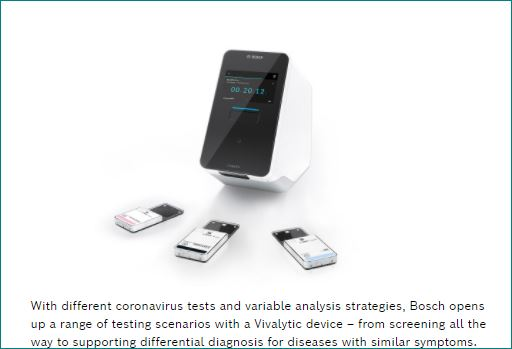 BOSCH
00 20 12
With different coronavirus tests and variable analysis strategies, Bosch opens
up a range of testing scenarios with a Vivalytic device – from screening all the
way to supporting differential diagnosis for diseases with similar symptoms.